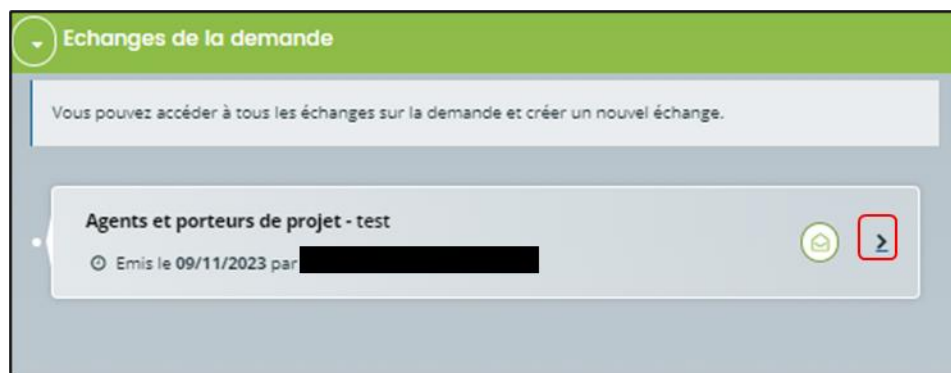 Echanges de la demande
Vous pouvez accéder à tous les échanges sur la demande et créer un nouvel échange.
Agents et porteurs de projet - test
Emis le 09/11/2023 par